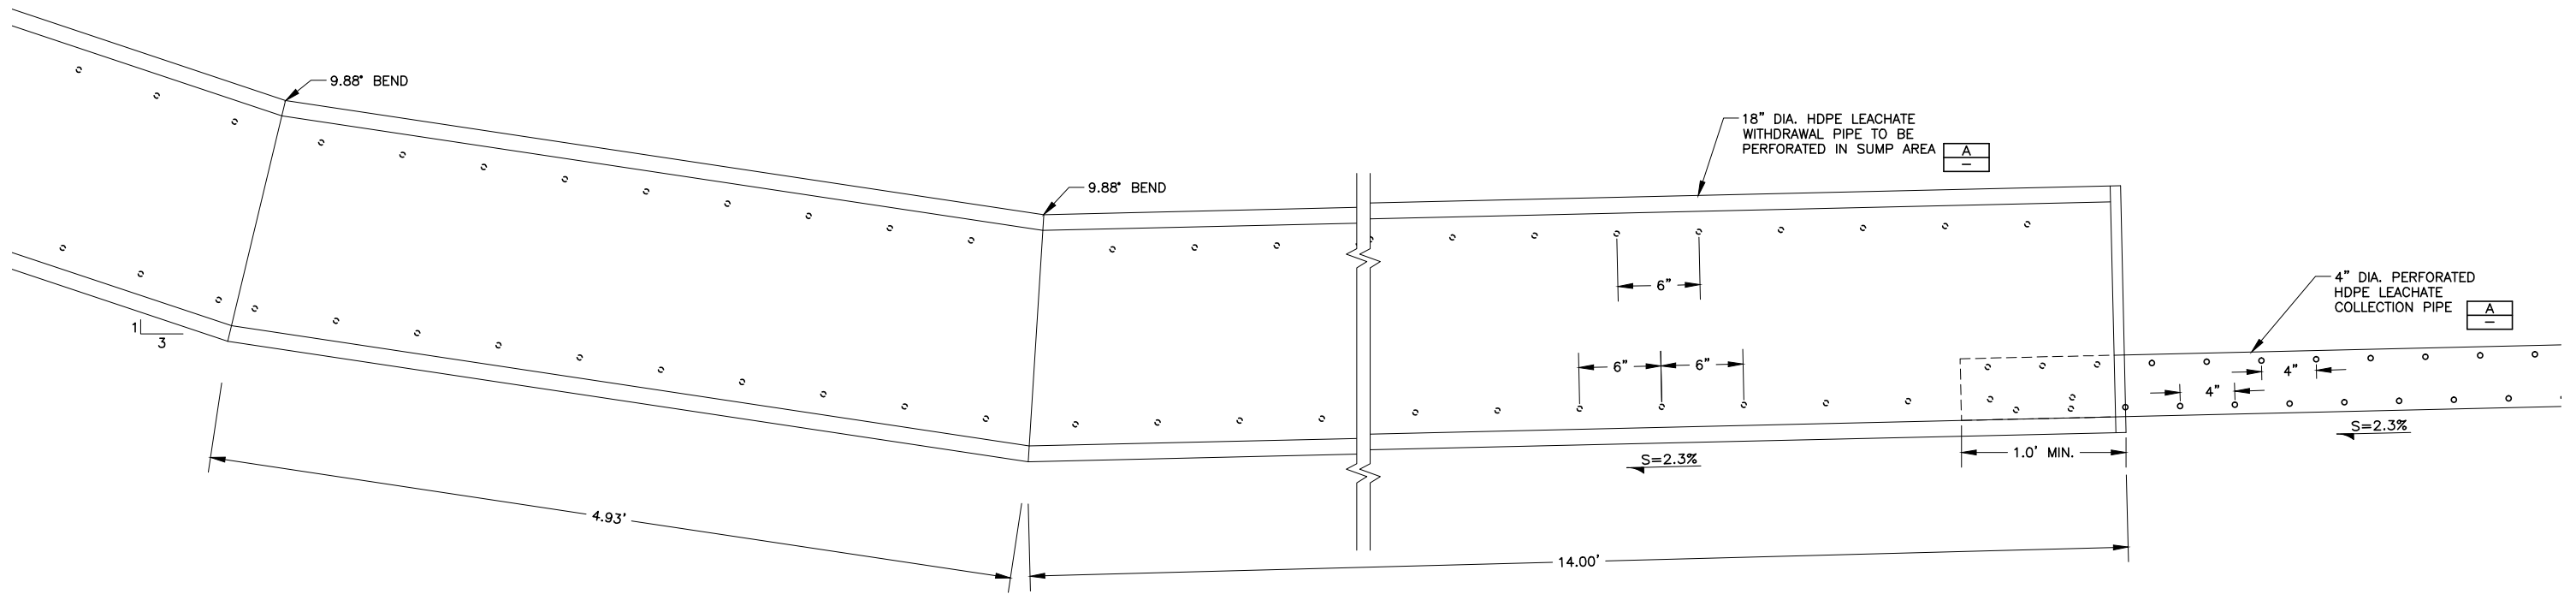 9.88° BEND
9.88° BEND
18" DIA. HDPE LEACHATE
WITHDRAWAL PIPE TO BE
PERFORATED IN SUMP AREA
A
–
4" DIA. PERFORATED
HDPE LEACHATE
COLLECTION PIPE
A
–
6"
1
3
6"
6"
4"
4"
S=2.3%
1.0' MIN.
S=2.3%
4.93'
14.00'